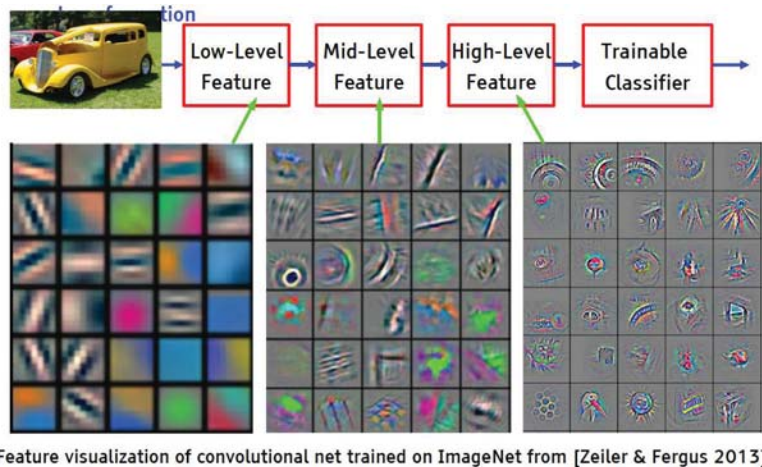 Low-Level
Feature
Mid-Level
Feature
High-Level
Feature
Trainable
Classifier
Feature visualization of convolutional net trained on ImageNet from [Zeiler & Fergus 2013]